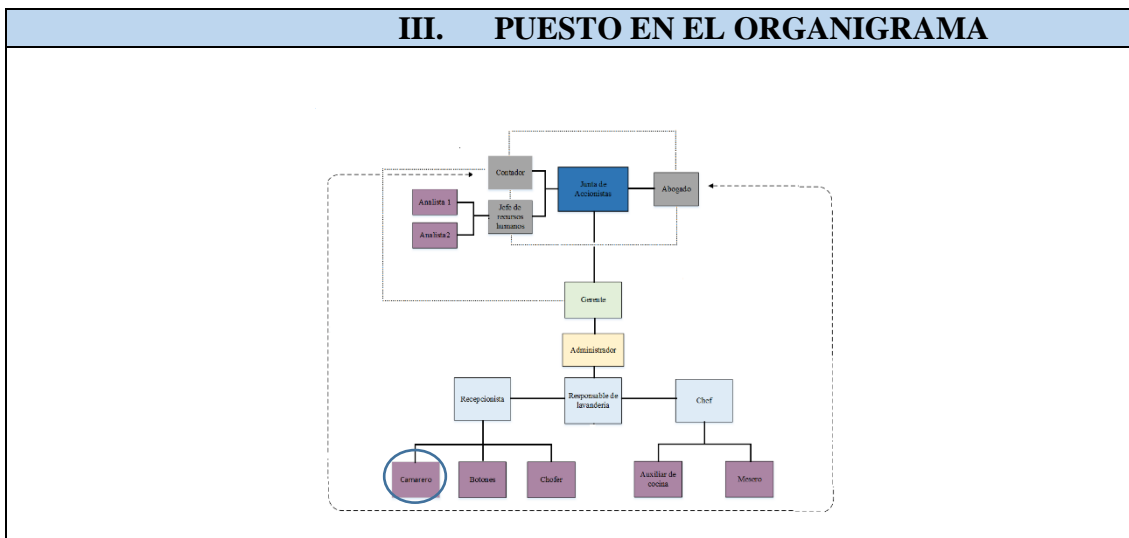 III. PUESTO EN EL ORGANIGRAMA
Contador
Junta de
Accionistas
Abogado
Analista 1
Jefe de
recursos
humanos
Analista2
Gerente
Administrador
Recepcionista
Responsable de
lavandería
Chef
Camarero
Botones
Chofer
Auxiliar de
cocina
Mesero